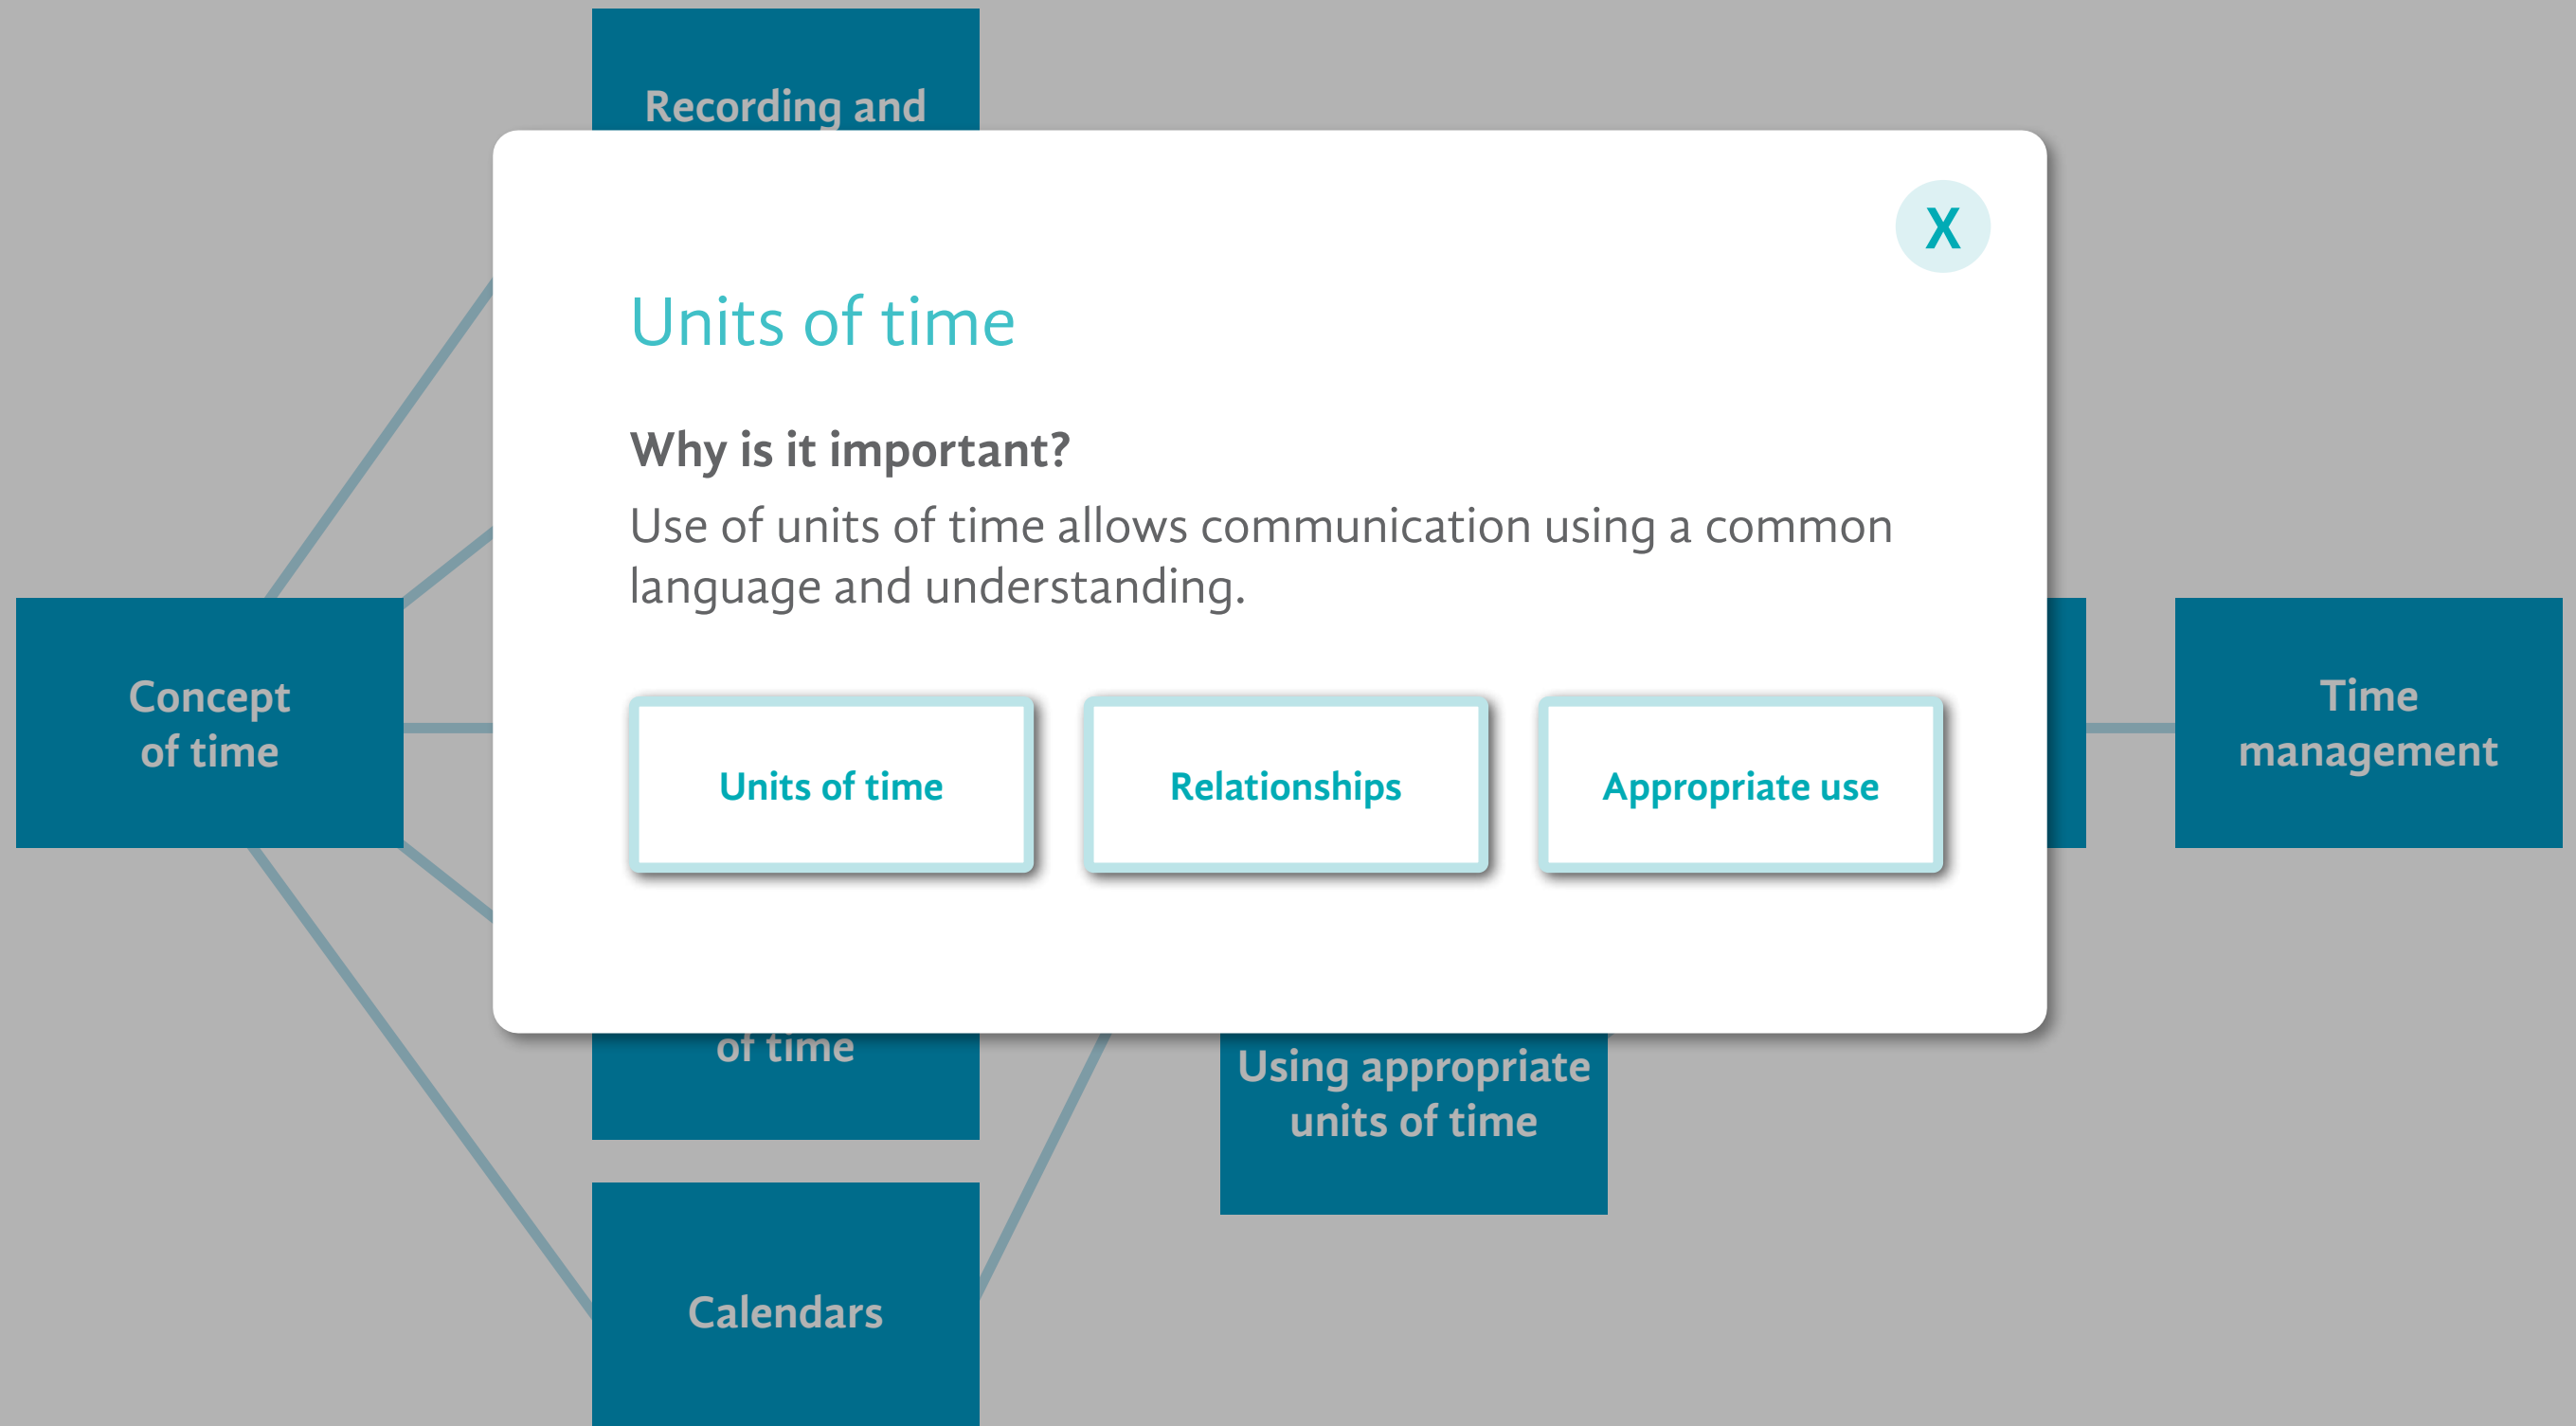 Recording and
X
Units of time
Why is it important?
Use of units of time allows communication using a common
language and understanding.
Concept
of time
Time
management
Units of time
Relationships
Appropriate use
of time
Using appropriate
units of time
Calendars